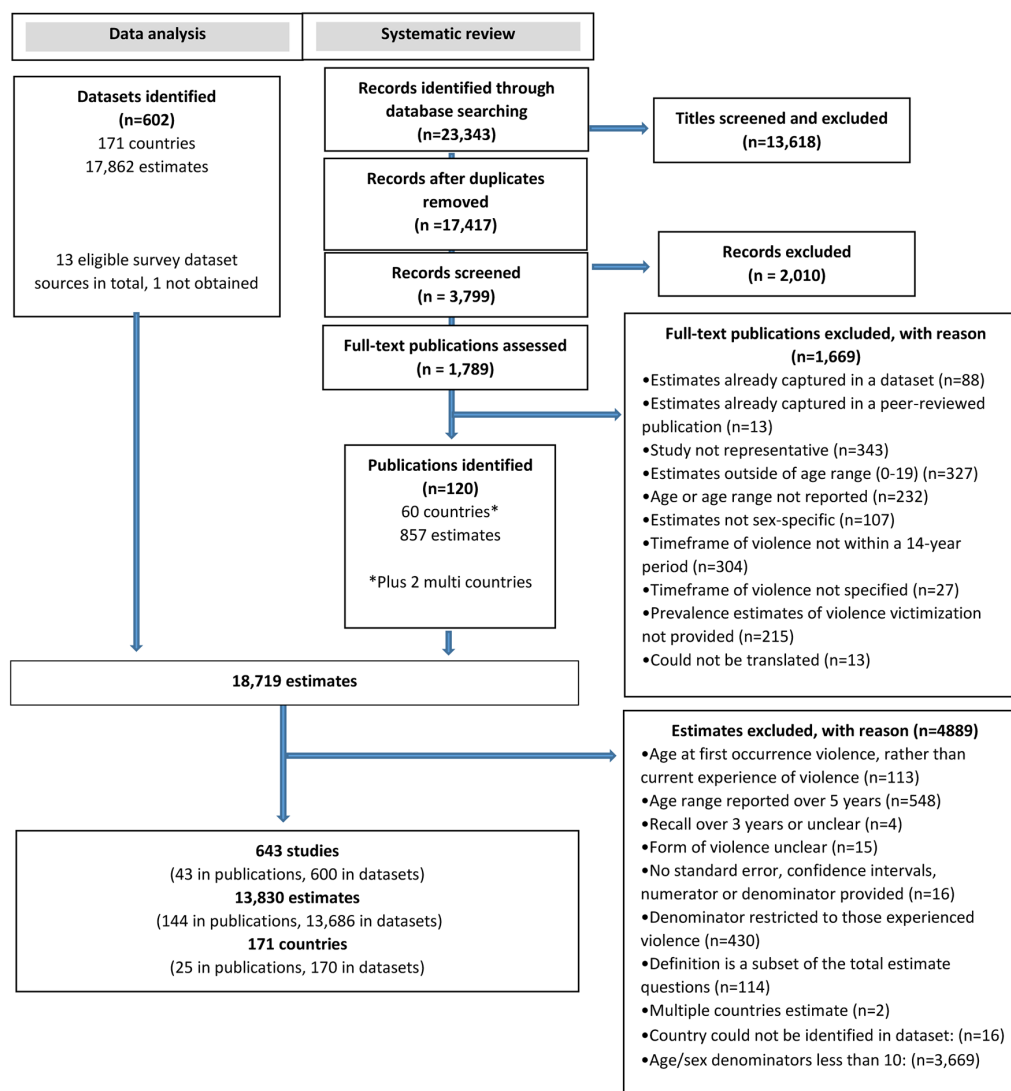 Data analysis
Systematic review
Datasets identified
(n=602)
171 countries
17,862 estimates
13 eligible survey dataset
sources in total, 1 not obtained
Records identified through
database searching
(n=23,343)
Titles screened and excluded
(n=13,618)
Records after duplicates
removed
(n =17,417)
Records screened
(n = 3,799)
Records excluded
(n = 2,010)
Full-text publications assessed
(n = 1,789)
Full-text publications excluded, with reason
(n=1,669)
•Estimates already captured in a dataset (n=88)
•Estimates already captured in a peer-reviewed
publication (n=13)
•Study not representative (n=343)
•Estimates outside of age range (0-19) (n=327)
•Age or age range not reported (n=232)
•Estimates not sex-specific (n=107)
•Timeframe of violence not within a 14-year
period (n=304)
•Timeframe of violence not specified (n=27)
•Prevalence estimates of violence victimization
not provided (n=215)
•Could not be translated (n=13)
Publications identified
(n=120)
60 countries*
857 estimates
*Plus 2 multi countries
18,719 estimates
Estimates excluded, with reason (n=4889)
•Age at first occurrence violence, rather than
current experience of violence (n=113)
•Age range reported over 5 years (n=548)
•Recall over 3 years or unclear (n=4)
•Form of violence unclear (n=15)
•No standard error, confidence intervals,
numerator or denominator provided (n=16)
•Denominator restricted to those experienced
violence (n=430)
•Definition is a subset of the total estimate
questions (n=114)
•Multiple countries estimate (n=2)
•Country could not be identified in dataset: (n=16)
•Age/sex denominators less than 10: (n=3,669)
643 studies
(43 in publications, 600 in datasets)
13,830 estimates
(144 in publications, 13,686 in datasets)
171 countries
(25 in publications, 170 in datasets)